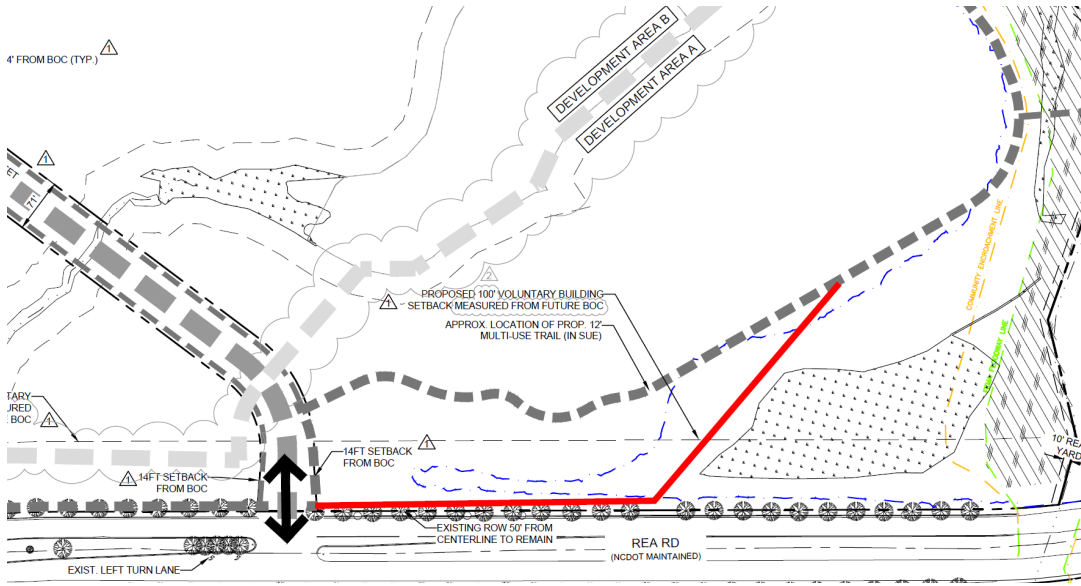 4' FROM BOC (TYP.)
1
DEVELOPMENT AREA B
DEVELOPMENT AREA A
1
71'
2
PROPOSED 100' VOLUNTARY BUILDING
SETBACK MEASURED FROM FUTURE BOC
1
APPROX. LOCATION OF PROP. 12'
MULTI-USE TRAIL (IN SUE)
COMMUNITY ENCROACHMENT LINE
LINE
BOC
1
14FT SETBACK
FROM BOC
1
1
14FT SETBACK
FROM BOC
10' REA
YARD
EXISTING ROW 50' FROM
CENTERLINE TO REMAIN
REA RD
(NCDOT MAINTAINED)
EXIST. LEFT TURN LANE